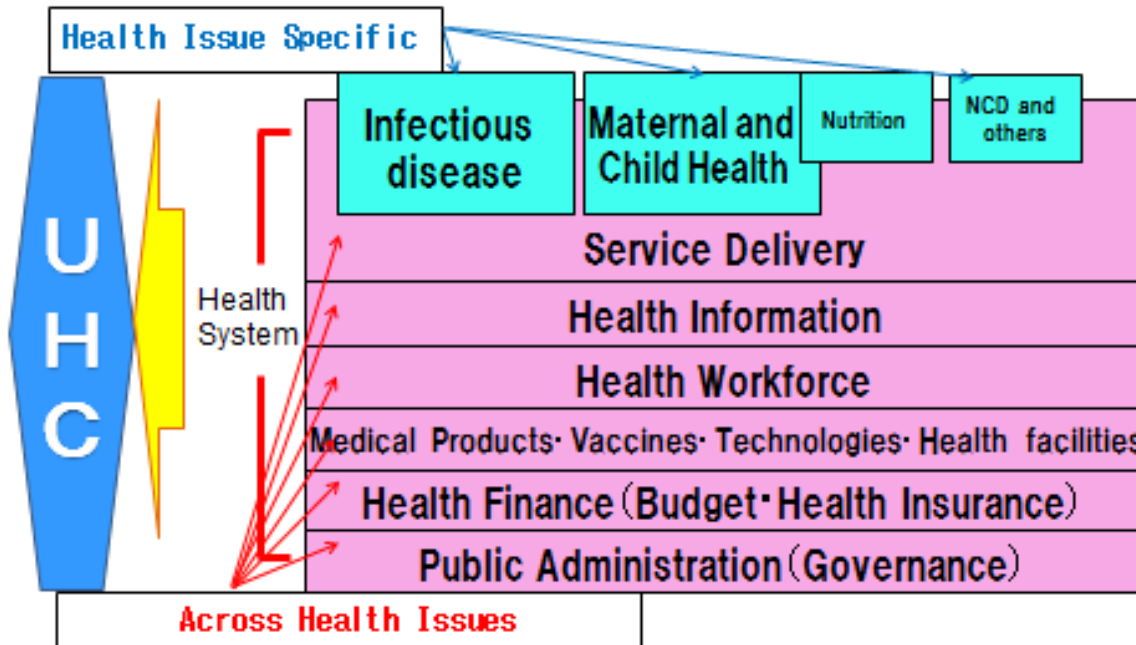 Health Issue Specific
Infectious
disease
Maternal and
Child Health
Nutrition
NCD and
others
UHC
Health
System
Service Delivery
Health Information
Health Workforce
Medical Products・Vaccines・Technologies・Health facilities
Health Finance（Budget・Health Insurance）
Public Administration（Governance）
Across Health Issues